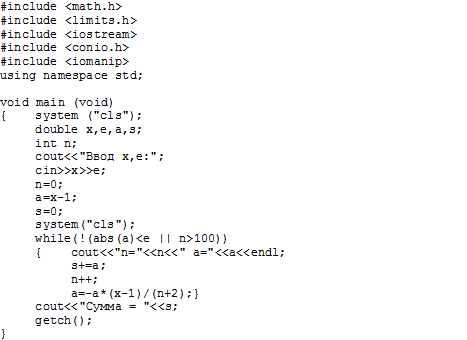 #include <math.h>
#include <limits.h>
#include <iostream>
#include <conio.h>
#include <iomanip>
using namespace std;
void main (void)
{    system ("cls");
     double x,e,a,s;
     int n;
     cout<<"Ввод x,e:";
     cin>>x>>e;
     n=0;
     a=x-1;
     s=0;
     system("cls");
     while(!(abs(a)<e || n>100))
     {    cout<<"n="<<n<<" a="<<a<<endl;
          s+=a;
          n++;
          a=-a*(x-1)/(n+2);}
     cout<<"Сумма = "<<s;
     getch();
}